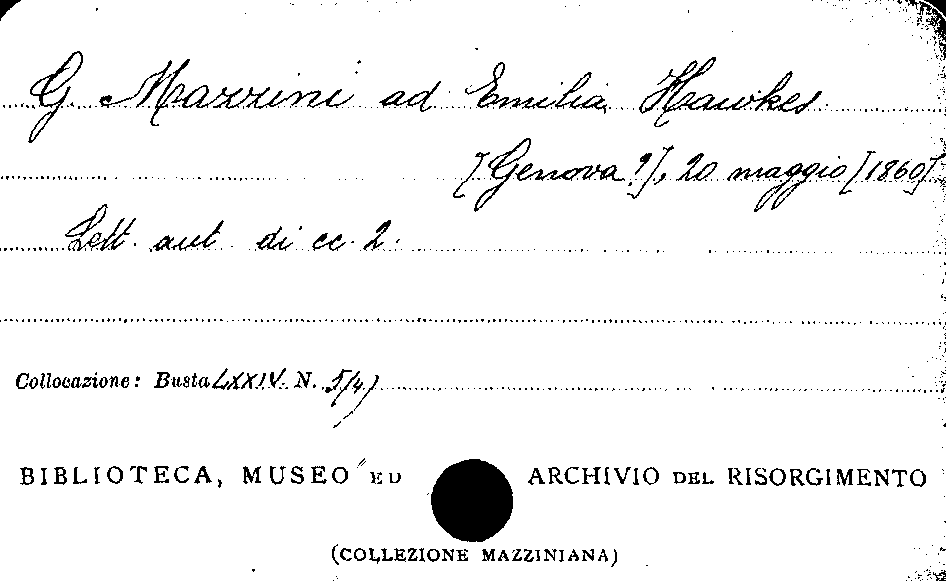 G. Mazzini ad Emilia Hawkes
[Genova?], 20 maggio [1860]
Lett. aut. di cc. 2.
Collocazione: Busta LXXIV. N. 5/4)
BIBLIOTECA, MUSEO ED ARCHIVIO DEL RISORGIMENTO
(COLLEZIONE MAZZINIANA)